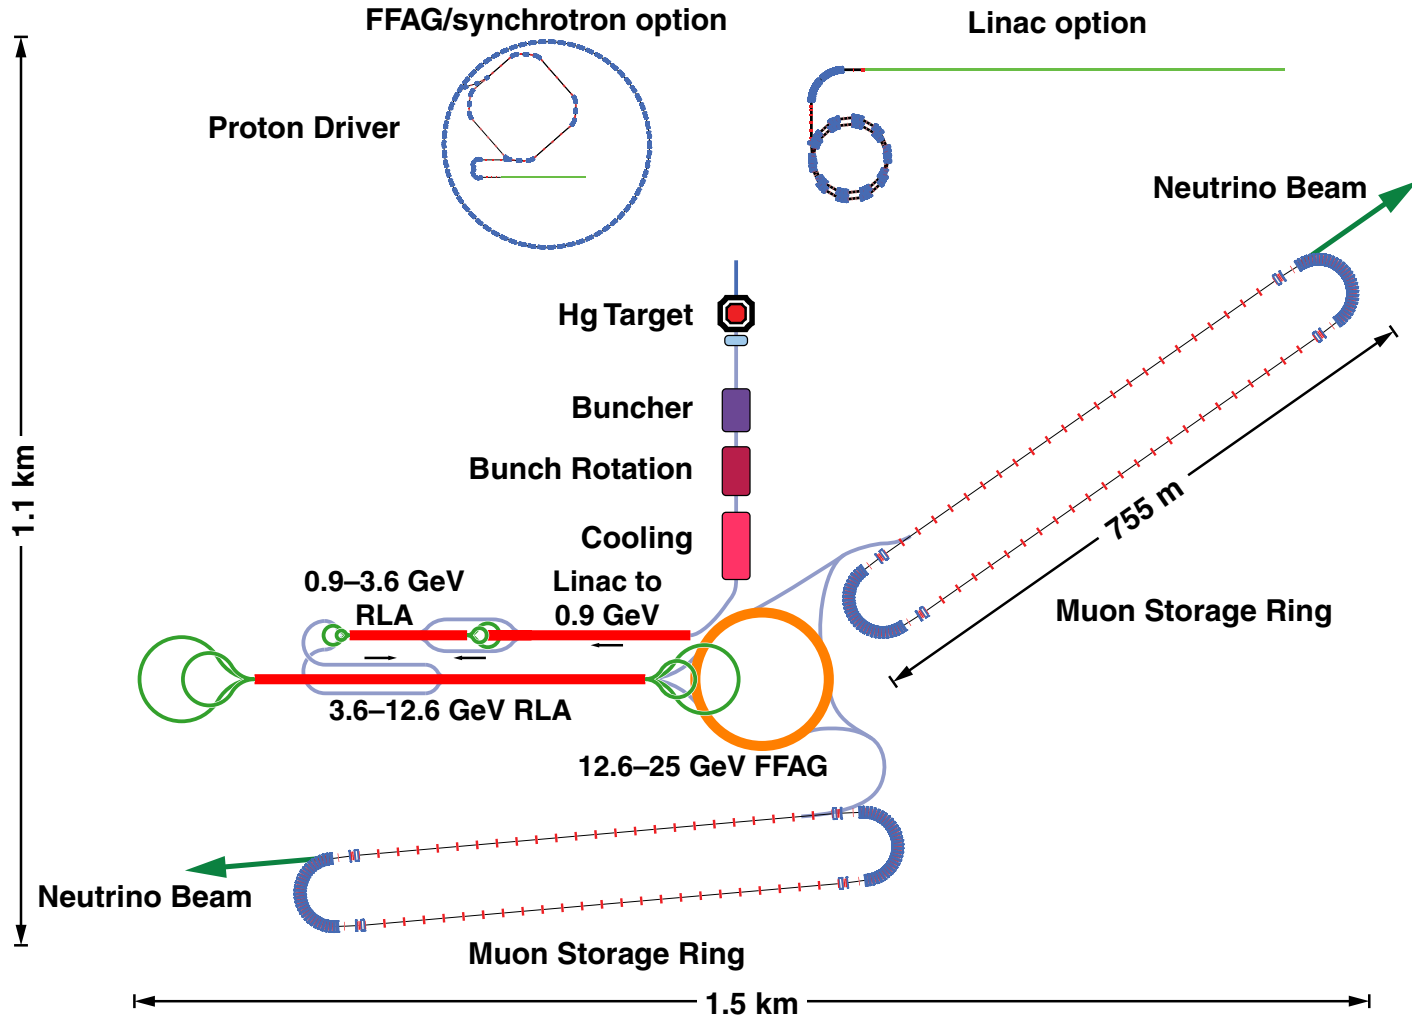 FFAG/synchrotron option
Linac option
Proton Driver
Neutrino Beam
Hg Target
Buncher
1.1 km
Bunch Rotation
755 m
Cooling
0.9–3.6 GeV
RLA
Linac to
0.9 GeV
Muon Storage Ring
3.6–12.6 GeV RLA
12.6–25 GeV FFAG
Neutrino Beam
Muon Storage Ring
1.5 km